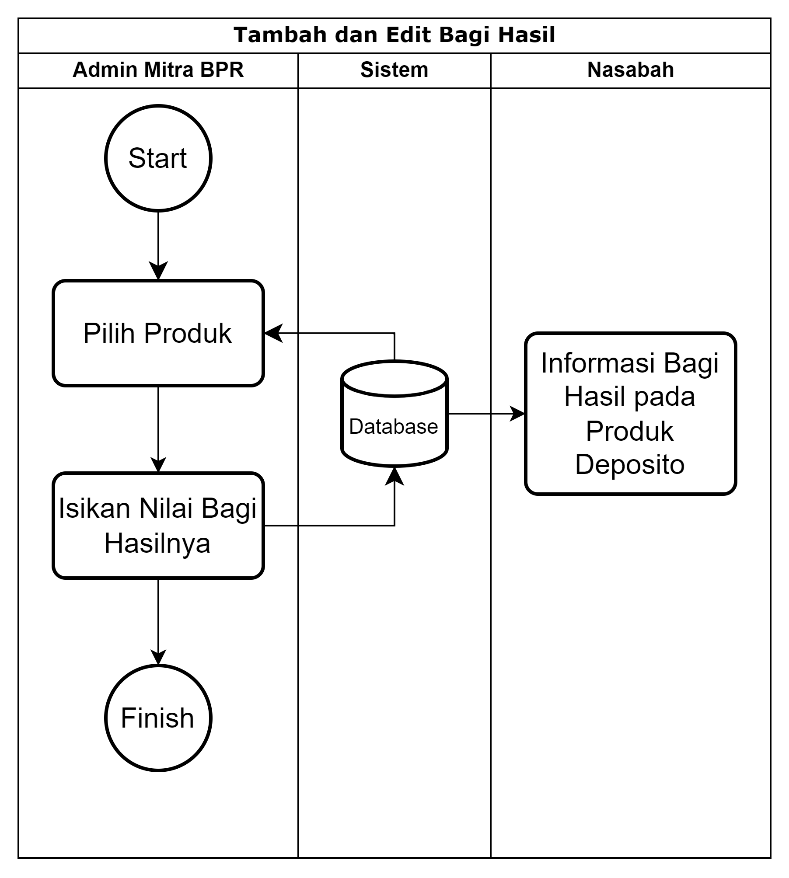 Tambah dan Edit Bagi Hasil
Admin Mitra BPR
Sistem
Nasabah
Start
Pilih Produk
Database
Informasi Bagi
Hasil pada
Produk
Deposito
Isikan Nilai Bagi
Hasilnya
Finish